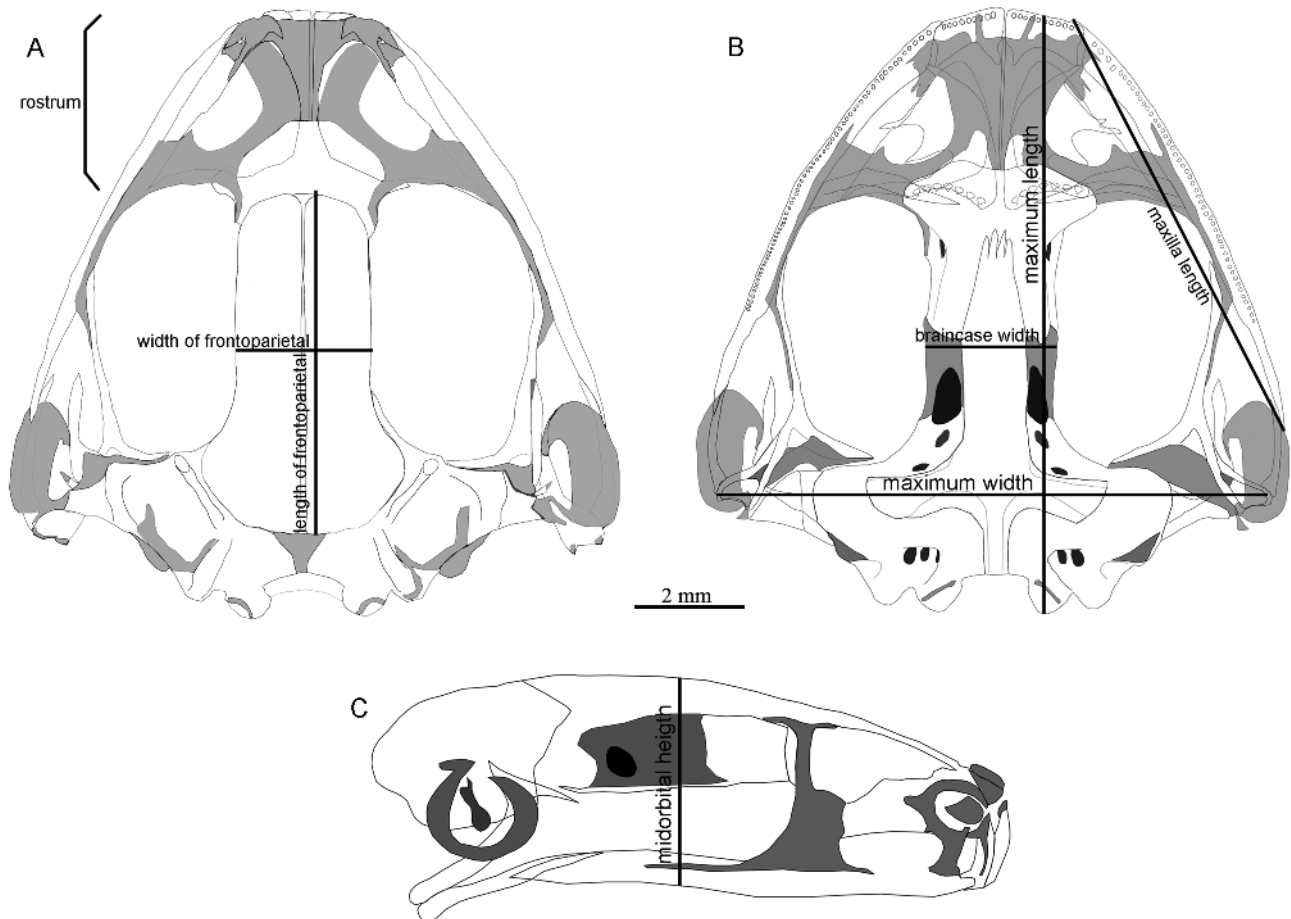 A
rostrum
width of frontoparietal
length of frontoparietal
B
maximum length
maxilla length
braincase width
maximum width
2 mm
C
midorbital heigth